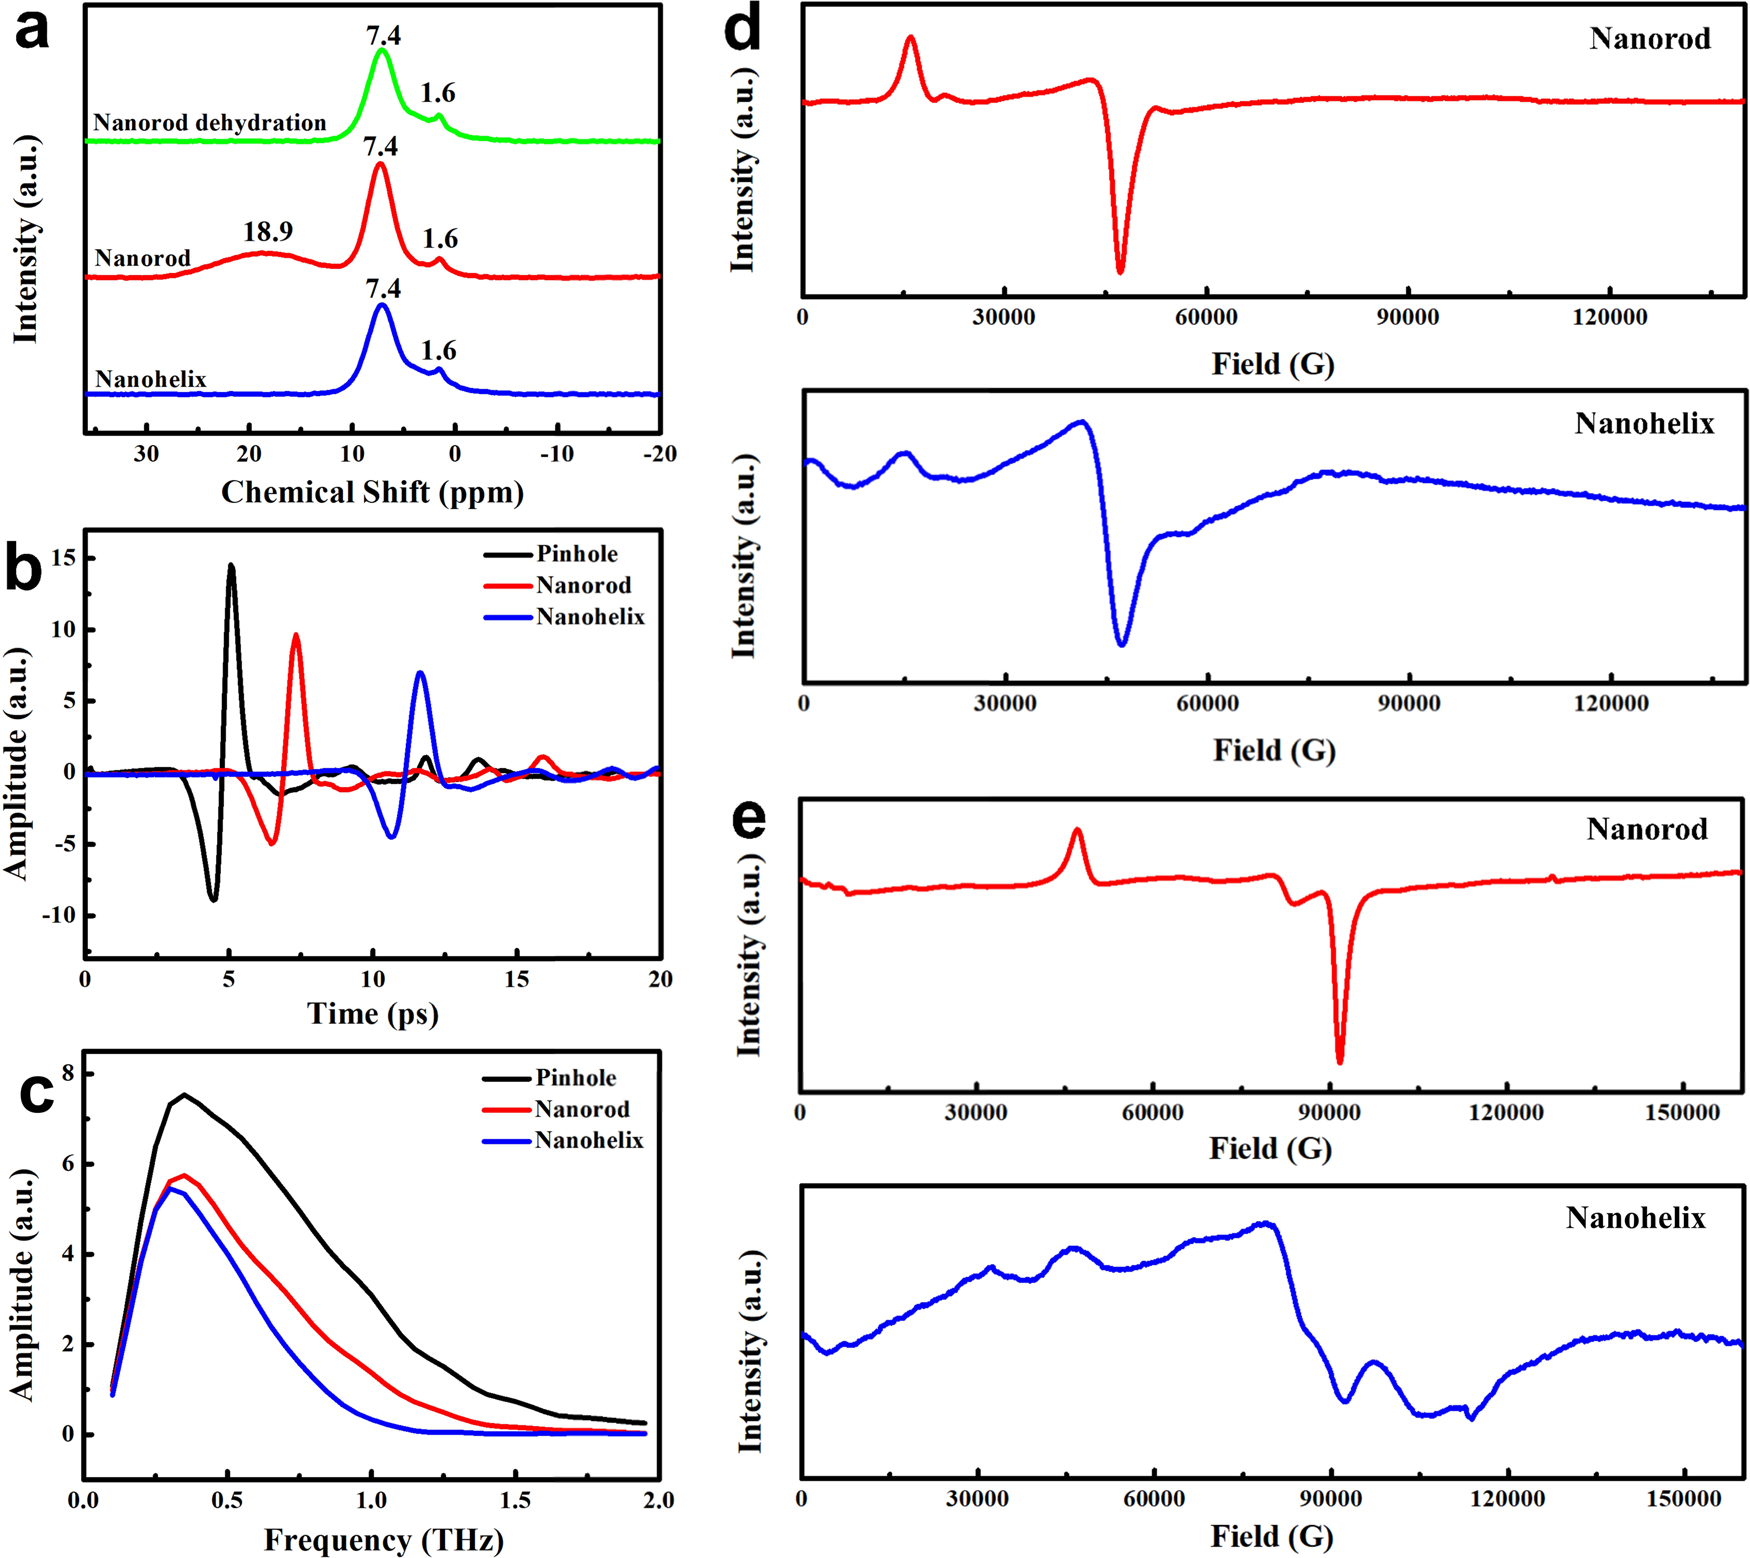 a
Intensity (a.u.)
7.4
1.6
Nanorod dehydration
7.4
18.9
1.6
Nanorod
7.4
1.6
Nanohelix
30 20 10 0 -10 -20
Chemical Shift (ppm)
b
Amplitude (a.u.)
15
10
5
0
-5
-10
Pinhole
Nanorod
Nanohelix
0 5 10 15 20
Time (ps)
c
Amplitude (a.u.)
8
6
4
2
0
Pinhole
Nanorod
Nanohelix
0.0 0.5 1.0 1.5 2.0
Frequency (THz)
d
Intensity (a.u.)
Nanorod
0 30000 60000 90000 120000
Field (G)
Intensity (a.u.)
Nanohelix
0 30000 60000 90000 120000
Field (G)
e
Intensity (a.u.)
Nanorod
0 30000 60000 90000 120000 150000
Field (G)
Intensity (a.u.)
Nanohelix
0 30000 60000 90000 120000 150000
Field (G)